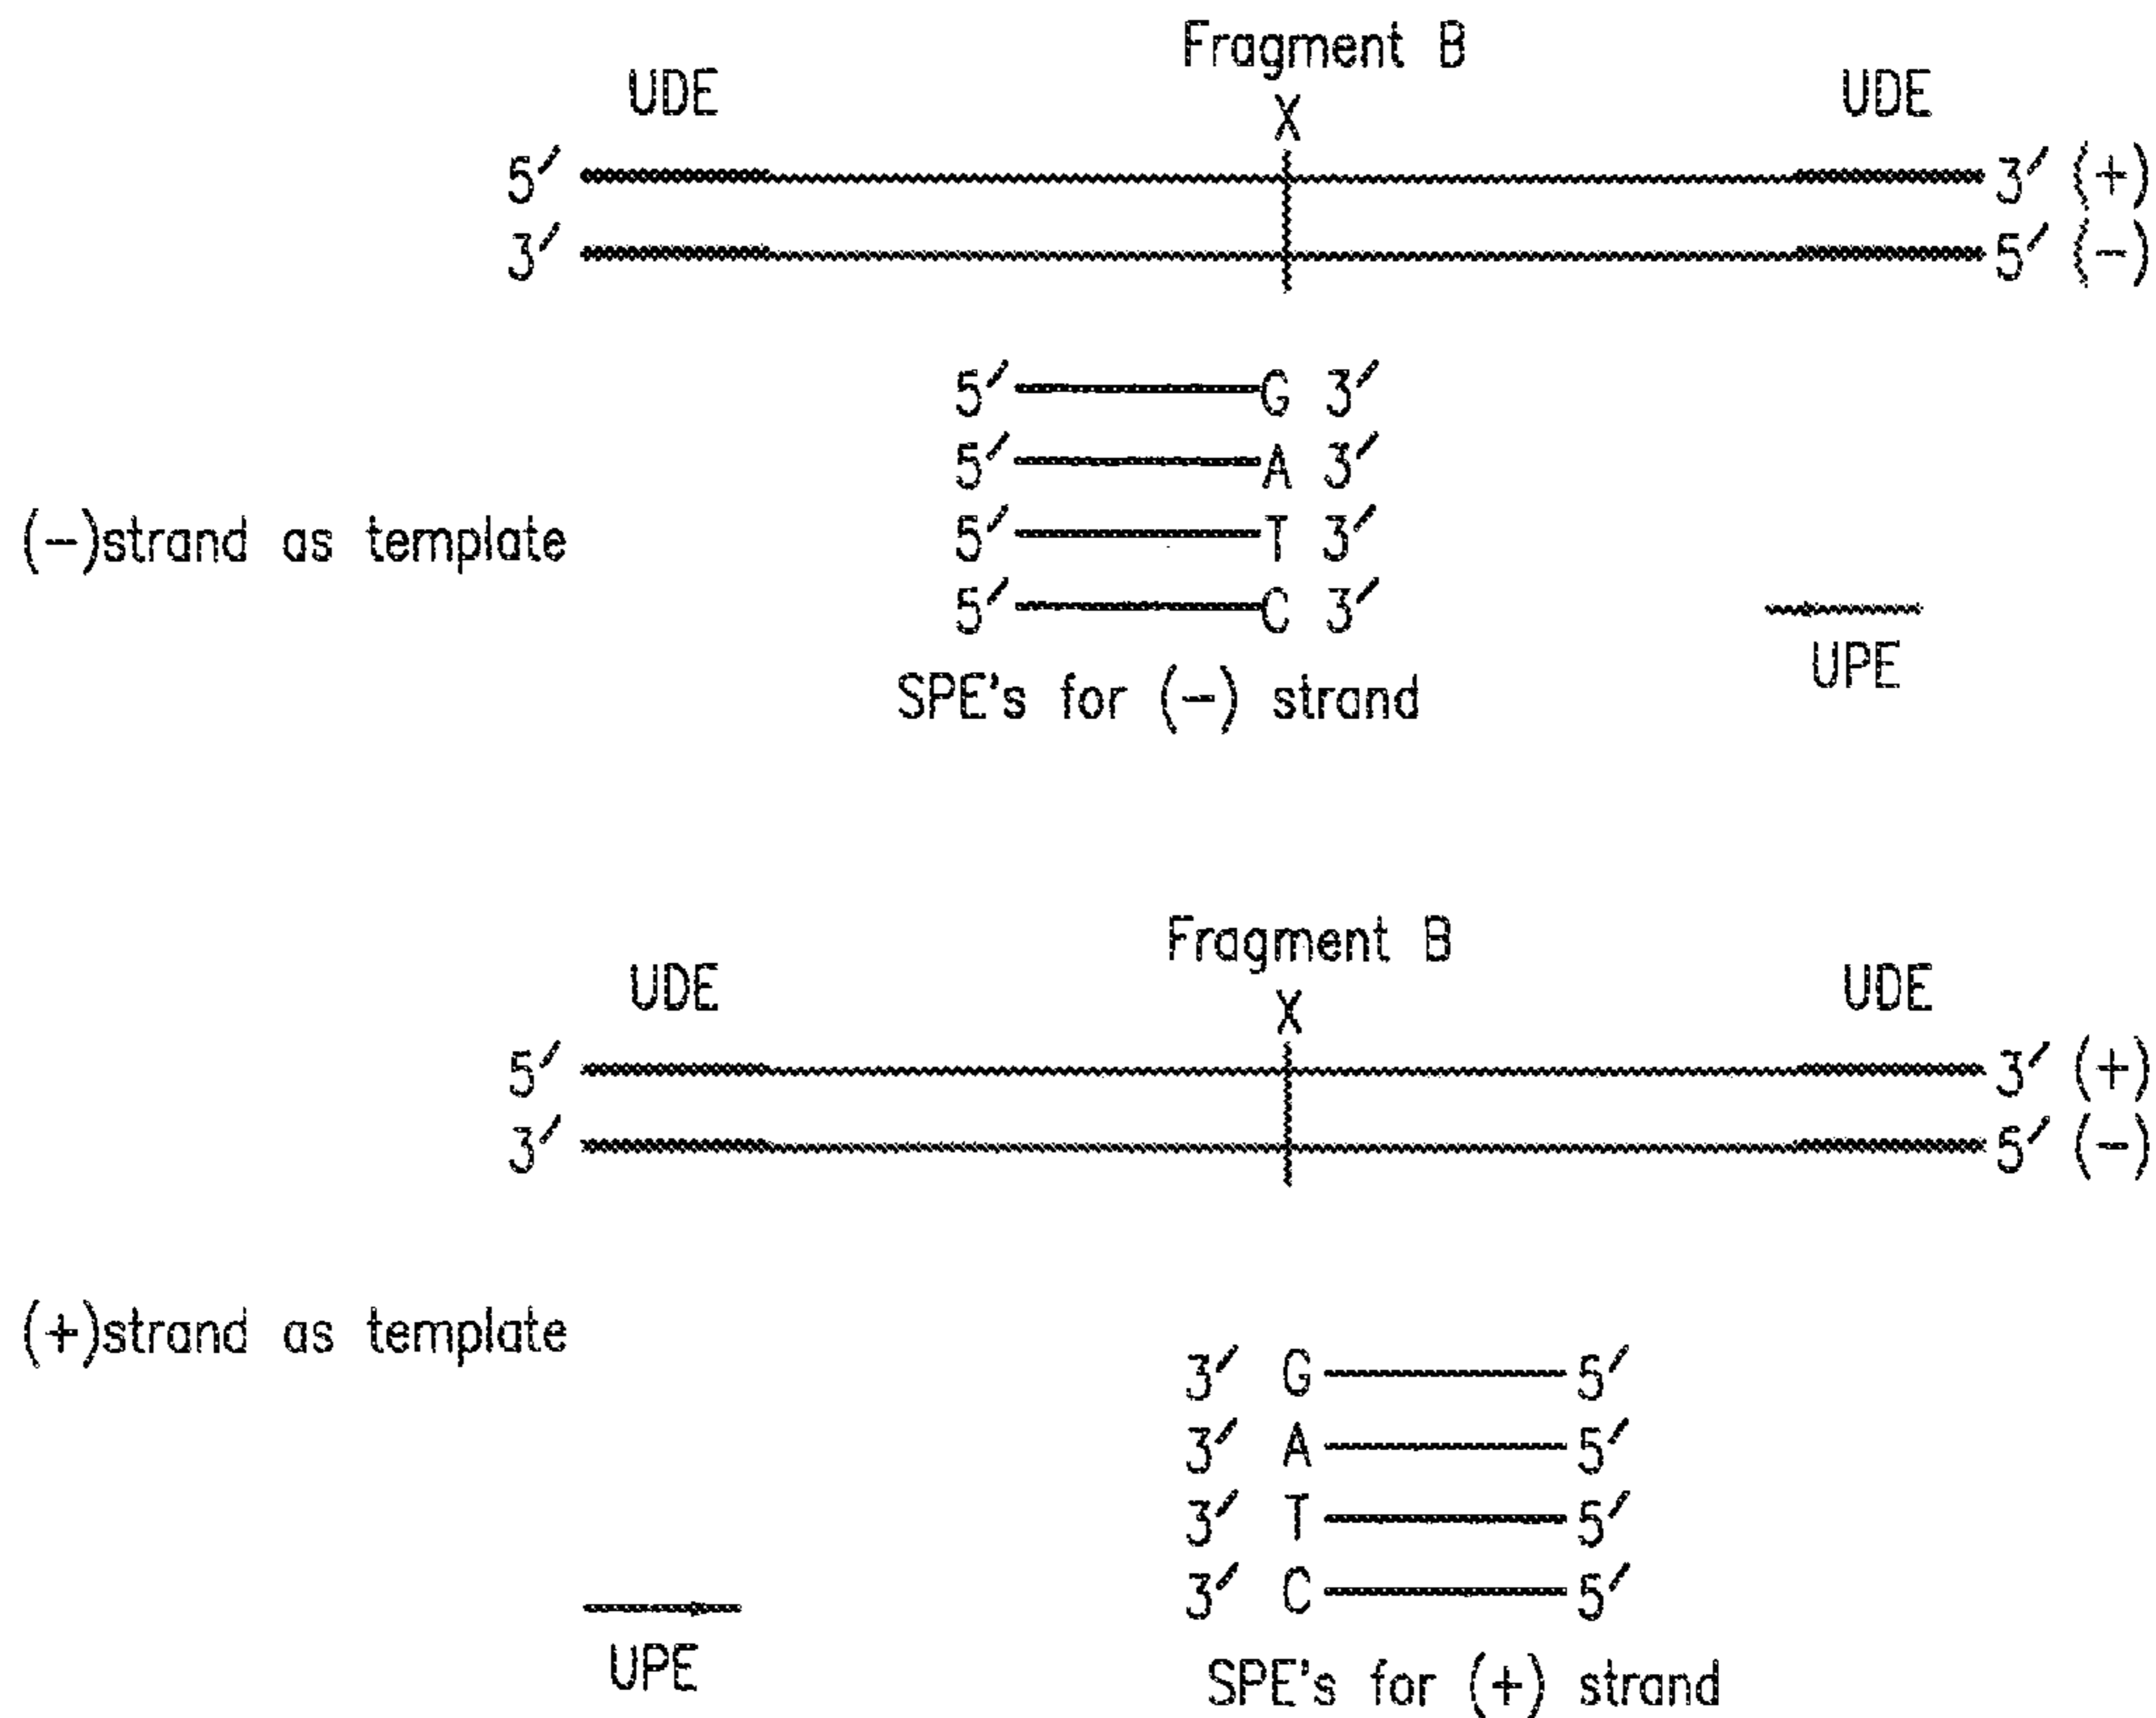 Fragment B
UDE X UDE
5′ 3′ (+)
3′ 5′ (-)
5′ G 3′
5′ A 3′
(-)strand as template 5′ T 3′
5′ C 3′
UPE
SPE's for (-) strand
Fragment B
UDE X UDE
5′ 3′ (+)
3′ 5′ (-)
(+)strand as template
3′ G 5′
3′ A 5′
3′ T 5′
3′ C 5′
UPE
SPE's for (+) strand